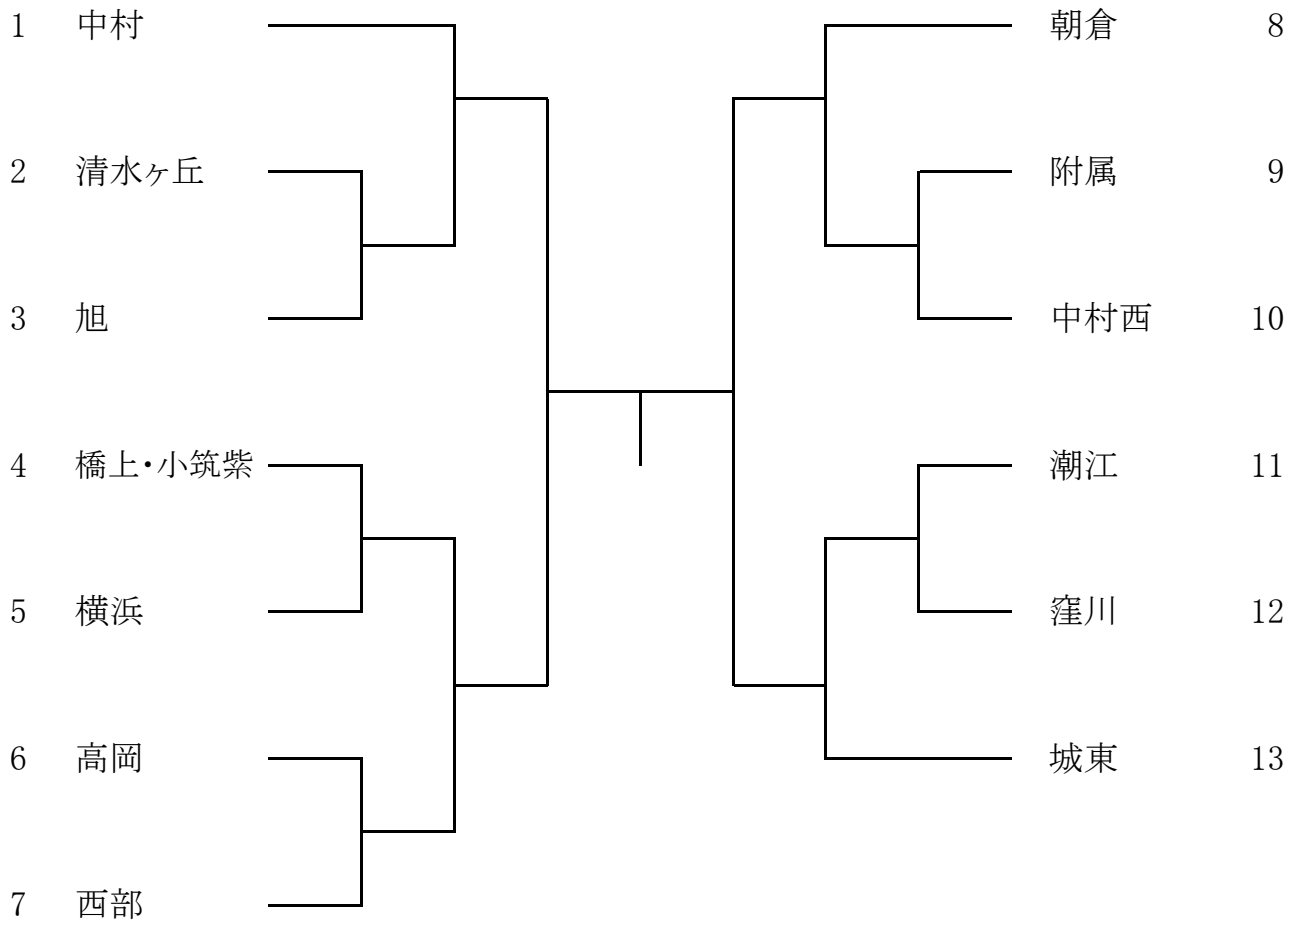 1 中村
2 清水ヶ丘
3 旭
4 橋上・小筑紫
5 横浜
6 高岡
7 西部
朝倉 8
附属 9
中村西 10
潮江 11
窪川 12
城東 13